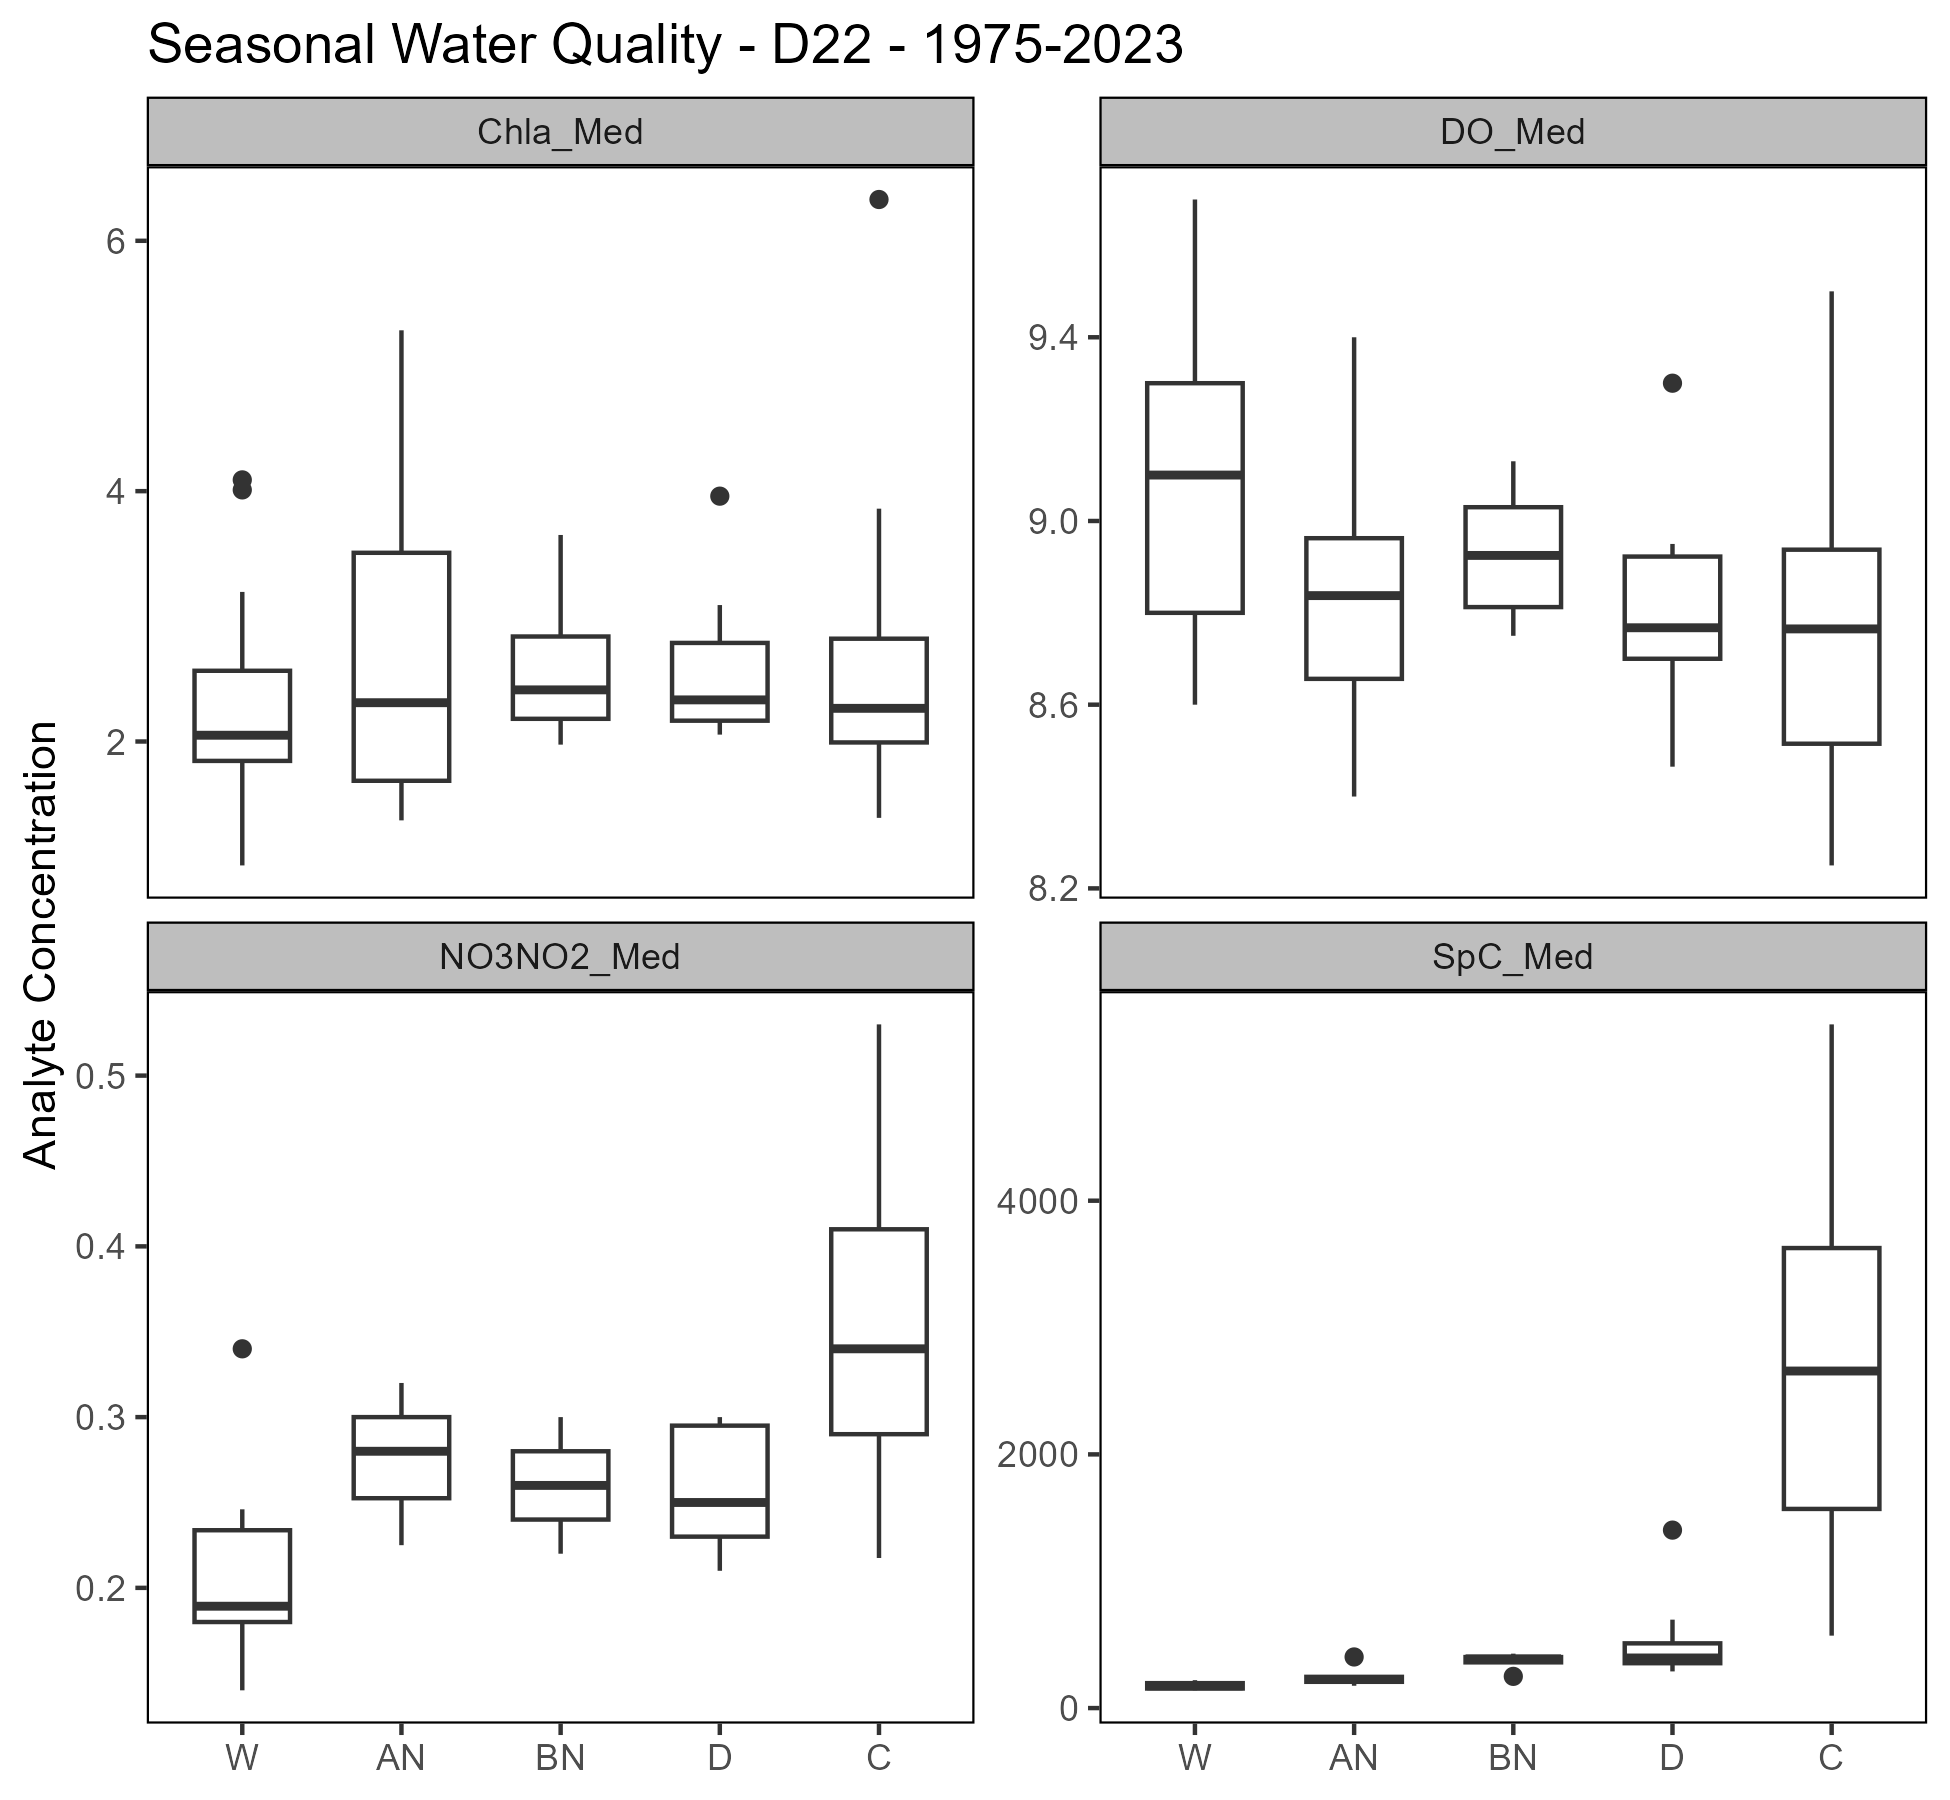 Seasonal Water Quality - D22 - 1975-2023
Chla_Med
DO_Med
6
4
2
9.4
9.0
8.6
8.2
Analyte Concentration
NO3NO2_Med
SpC_Med
0.5
0.4
0.3
0.2
4000
2000
0
W AN BN D C
W AN BN D C